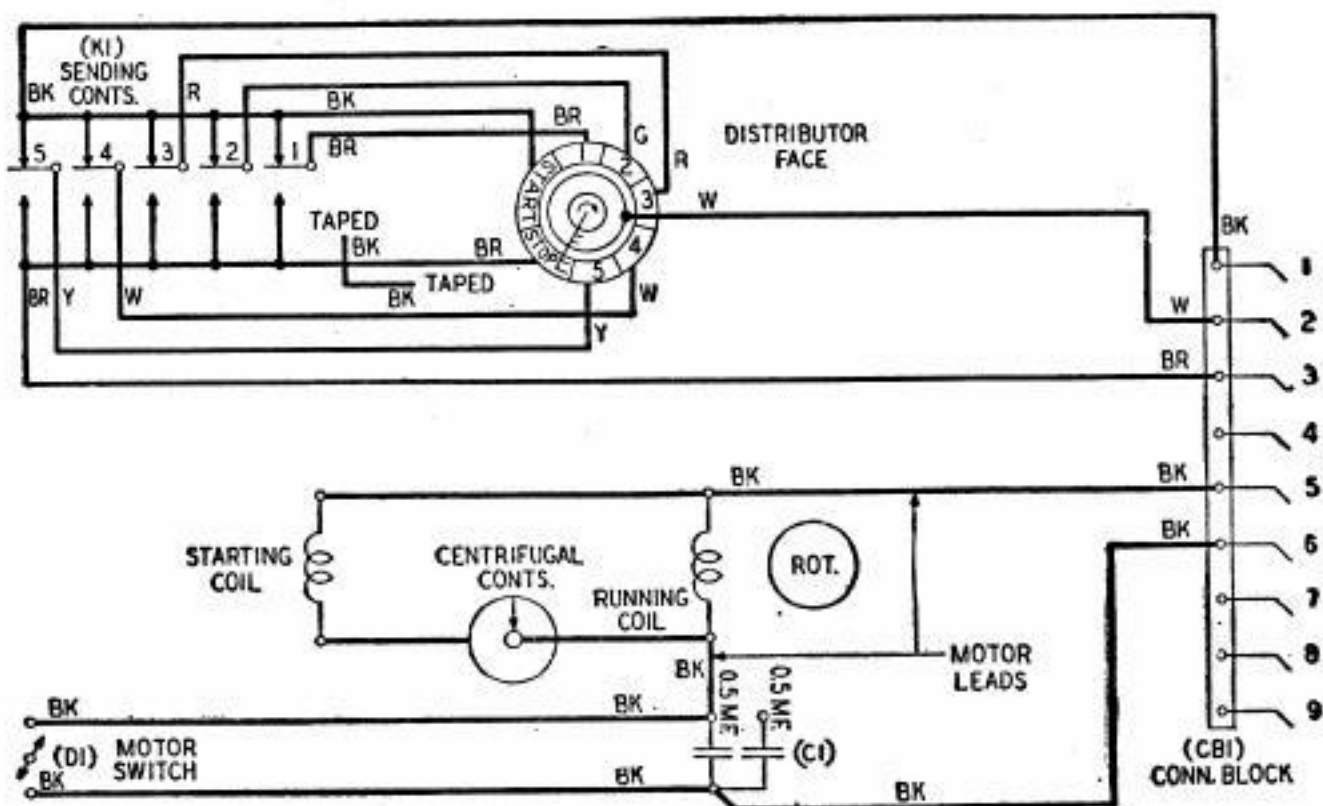 (K1)
SENDING
CONTS.
BK
R
BK
BR
BR
G
R
5
4
3
2
1
START
1
2
3
4
5
STOP
DISTRIBUTOR
FACE
W
BK
TAPED
BK
BR
BK
TAPED
BR
Y
W
W
Y
W
BR
1
2
3
4
5
6
7
8
9
BK
BK
BK
STARTING
COIL
CENTRIFUGAL
CONTS.
RUNNING
COIL
ROT.
BK
MOTOR
LEADS
0.5 MF.
0.5 MF.
BK
BK
(D1)
MOTOR
SWITCH
BK
(C1)
BK
(CB1)
CONN. BLOCK